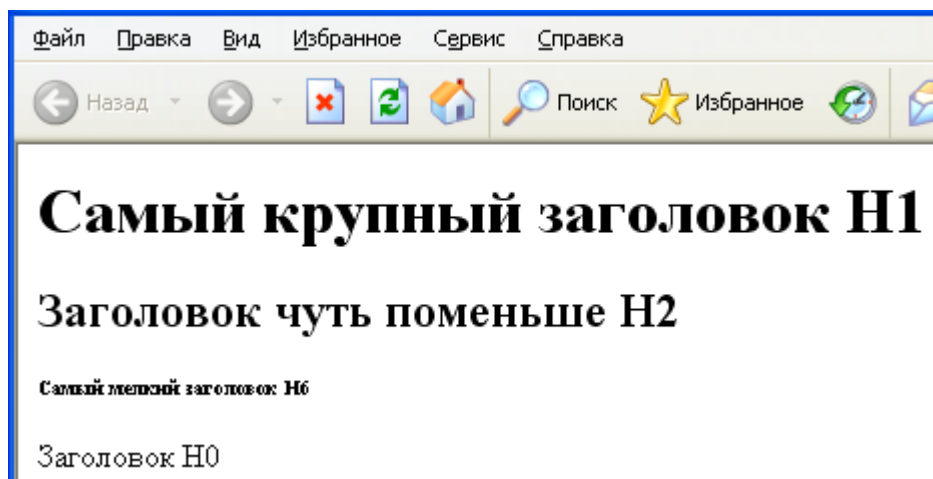 Файл Правка Вид Избранное Сервис Справка
Назад Поиск Избранное
Самый крупный заголовок H1
Заголовок чуть поменьше H2
Самый мелкий заголовок H6
Заголовок H0